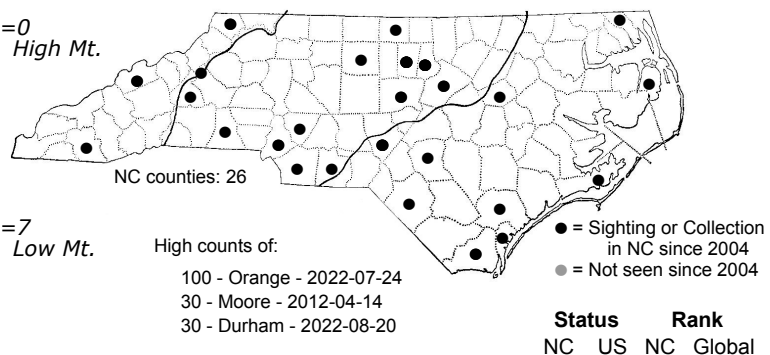 =0
High Mt.
NC counties: 26
=7
Low Mt.
High counts of:
100 - Orange - 2022-07-24
30 - Moore - 2012-04-14
30 - Durham - 2022-08-20
● = Sighting or Collection
in NC since 2004
● = Not seen since 2004
Status Rank
NC US NC Global